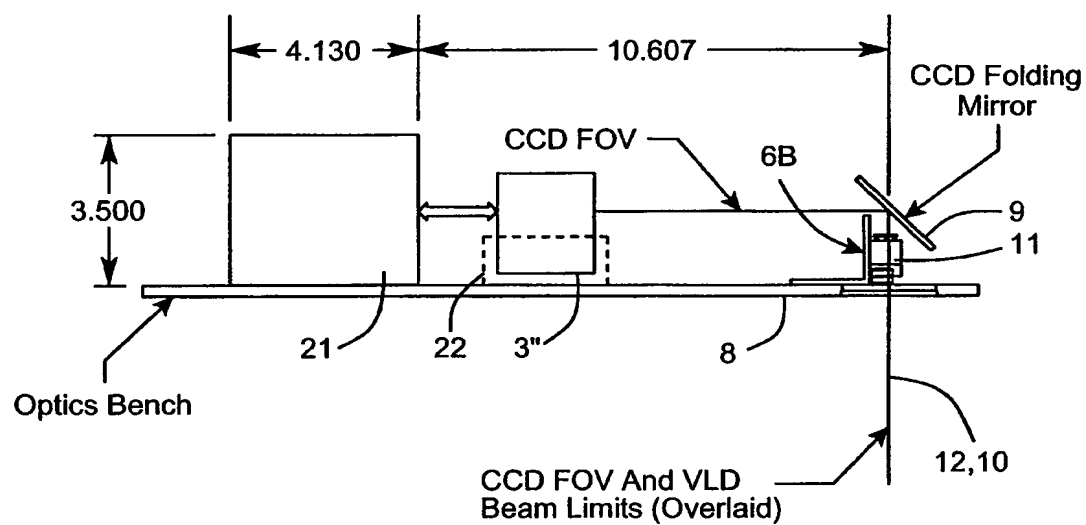 4.130
10.607
CCD Folding
Mirror
CCD FOV
6B
3.500
9
11
21
22
3"
8
Optics Bench
12,10
CCD FOV And VLD
Beam Limits (Overlaid)